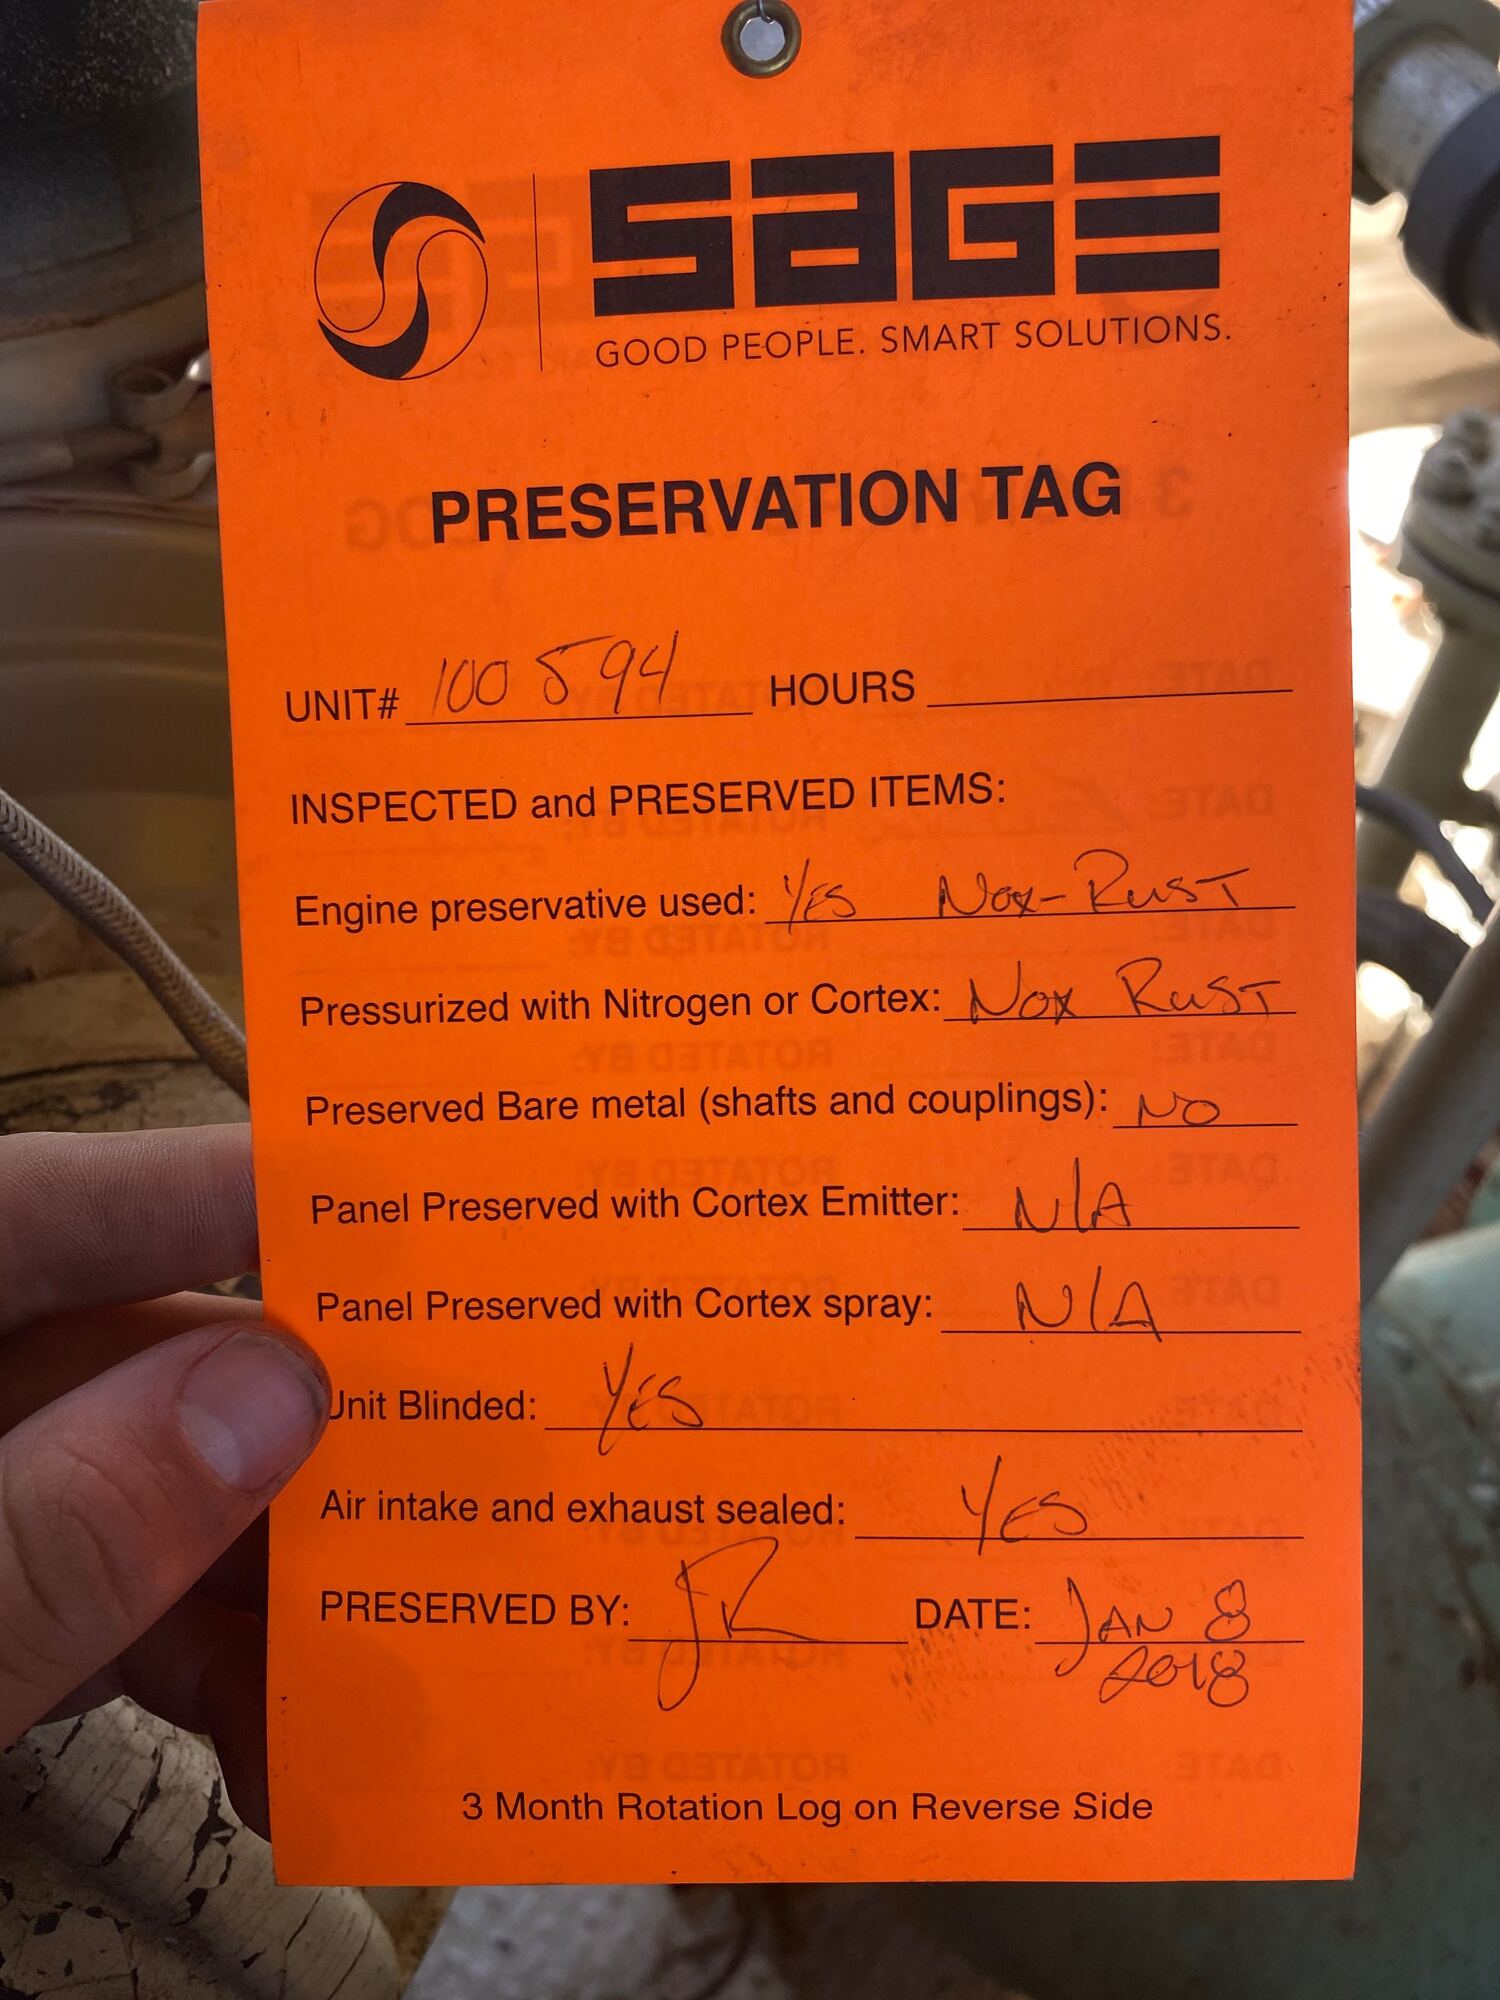 SAGE
GOOD PEOPLE. SMART SOLUTIONS.
PRESERVATION TAG
UNIT# 100 594 HOURS
INSPECTED and PRESERVED ITEMS:
Engine preservative used: YES Nox-Rust
Pressurized with Nitrogen or Cortex: Nox Rust
Preserved Bare metal (shafts and couplings): NO
Panel Preserved with Cortex Emitter: N/A
Panel Preserved with Cortex spray: N/A
Unit Blinded: YES
Air intake and exhaust sealed: YES
PRESERVED BY: JR DATE: JAN 8
2018
3 Month Rotation Log on Reverse Side